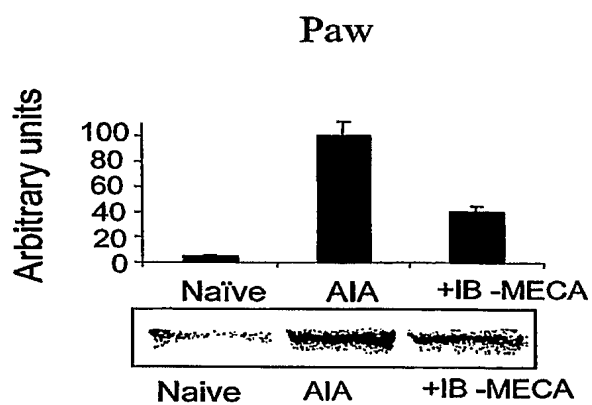 Paw
Arbitrary units
100
80
60
40
20
0
Naïve AIA +IB -MECA
Naive AIA +IB -MECA